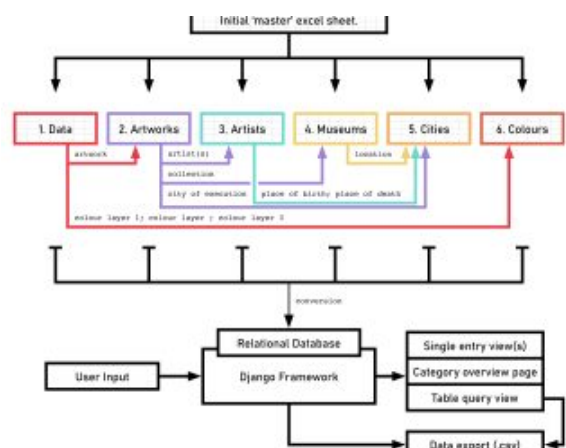 Initial 'master' excel sheet.
1. Data
2. Artworks
3. Artists
4. Museums
5. Cities
6. Colours
artwork
artist(s)
location
collection
city of execution
place of birth; place of death
colour layer 1; colour layer ; colour layer 3
conversion
Relational Database
Single entry view(s)
User Input
Django Framework
Category overview page
Table query view
Data export (.csv)